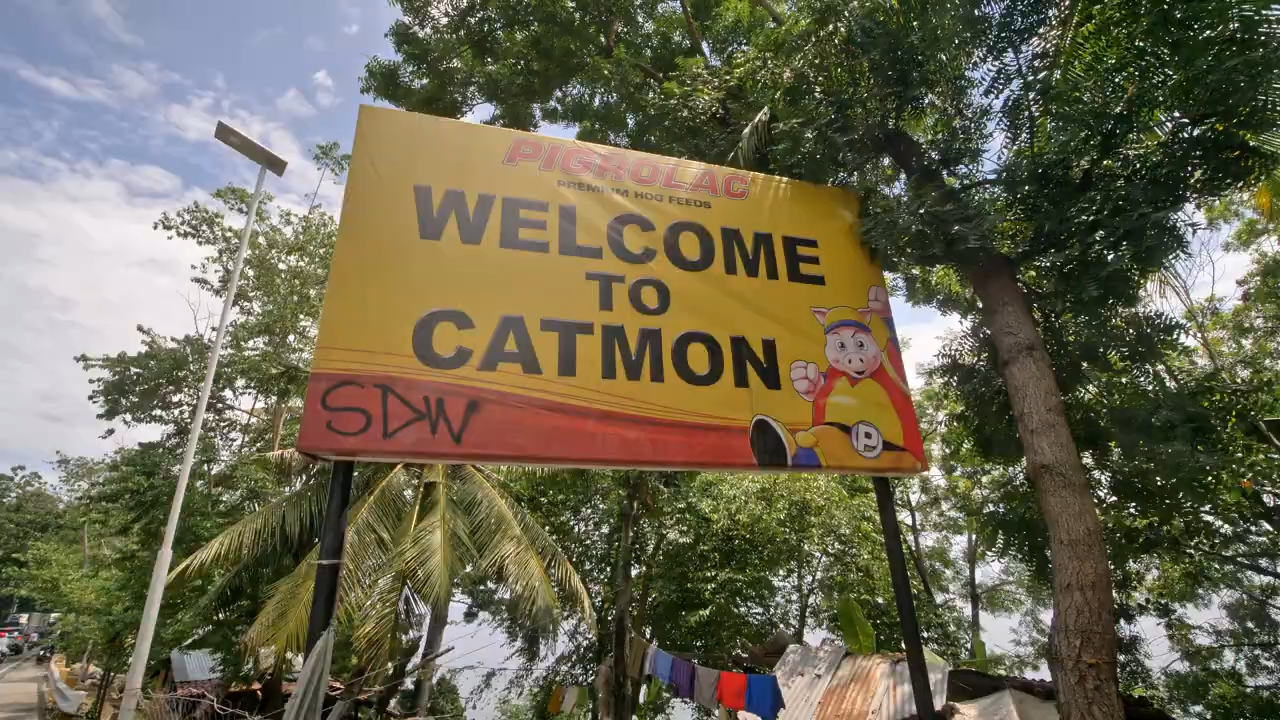 PIGROLAC
PREMIUM HOG FEEDS
WELCOME
TO
CATMON
P
SDW